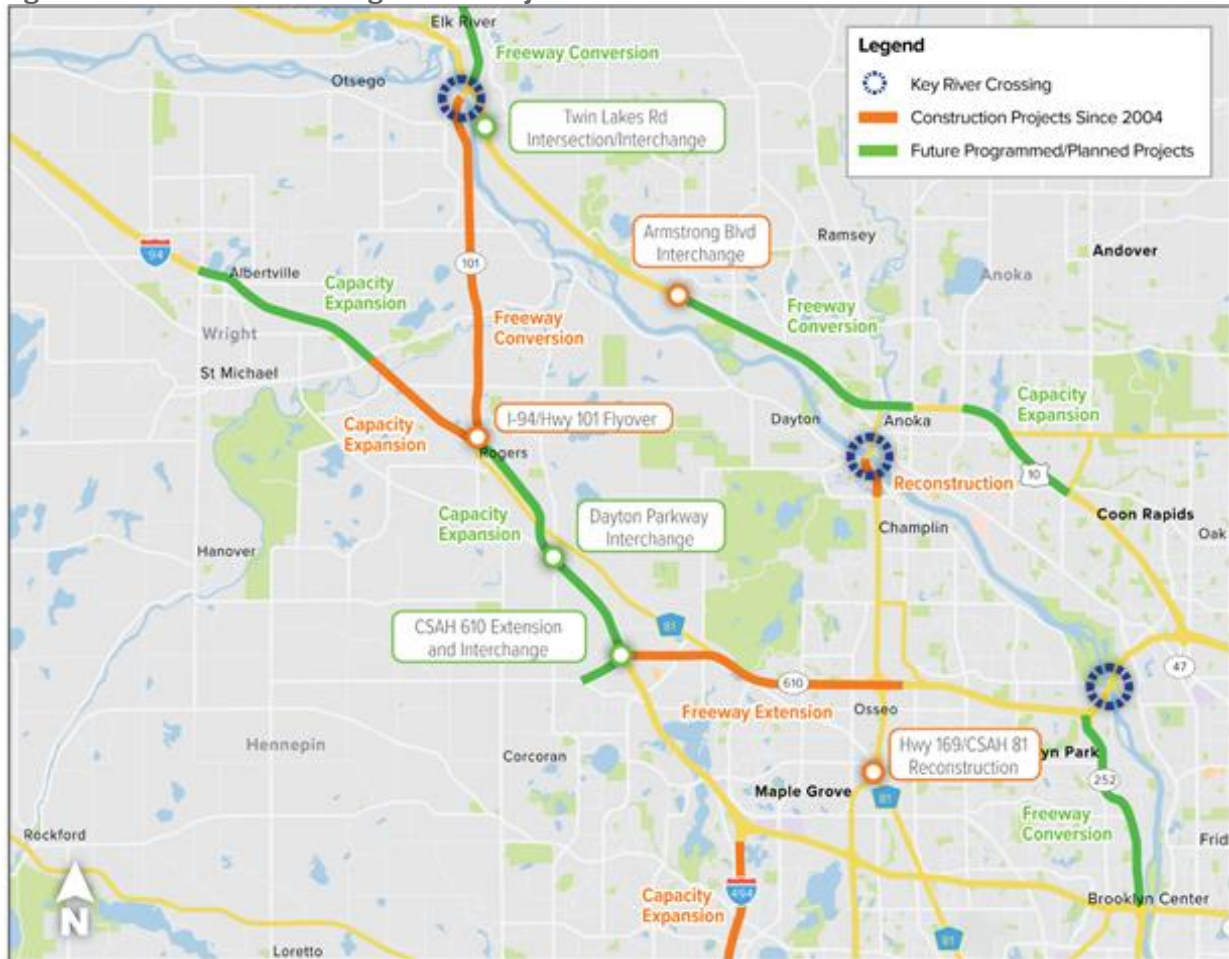 Elk River
Freeway Conversion
Otsego
Twin Lakes Rd
Intersection/Interchange
Legend
Key River Crossing
Construction Projects Since 2004
Future Programmed/Planned Projects
Armstrong Blvd
Interchange
Ramsey
Andover
Anoka
94
Albertville
101
Capacity
Expansion
Freeway
Conversion
Freeway
Conversion
Wright
St Michael
Capacity
Expansion
I-94/Hwy 101 Flyover
Rogers
Dayton
Anoka
Capacity
Expansion
10
Reconstruction
Champlin
Coon Rapids
Oak
Capacity
Expansion
Dayton Parkway
Interchange
Hanover
CSAH 610 Extension
and Interchange
81
610
47
Freeway Extension
Osseo
Hennepin
Corcoran
Hwy 169/CSAH 81
Reconstruction
yn Park
252
Maple Grove
81
Freeway
Conversion
Rockford
Frid
N
494
Capacity
Expansion
Brooklyn Center
81
Loretto